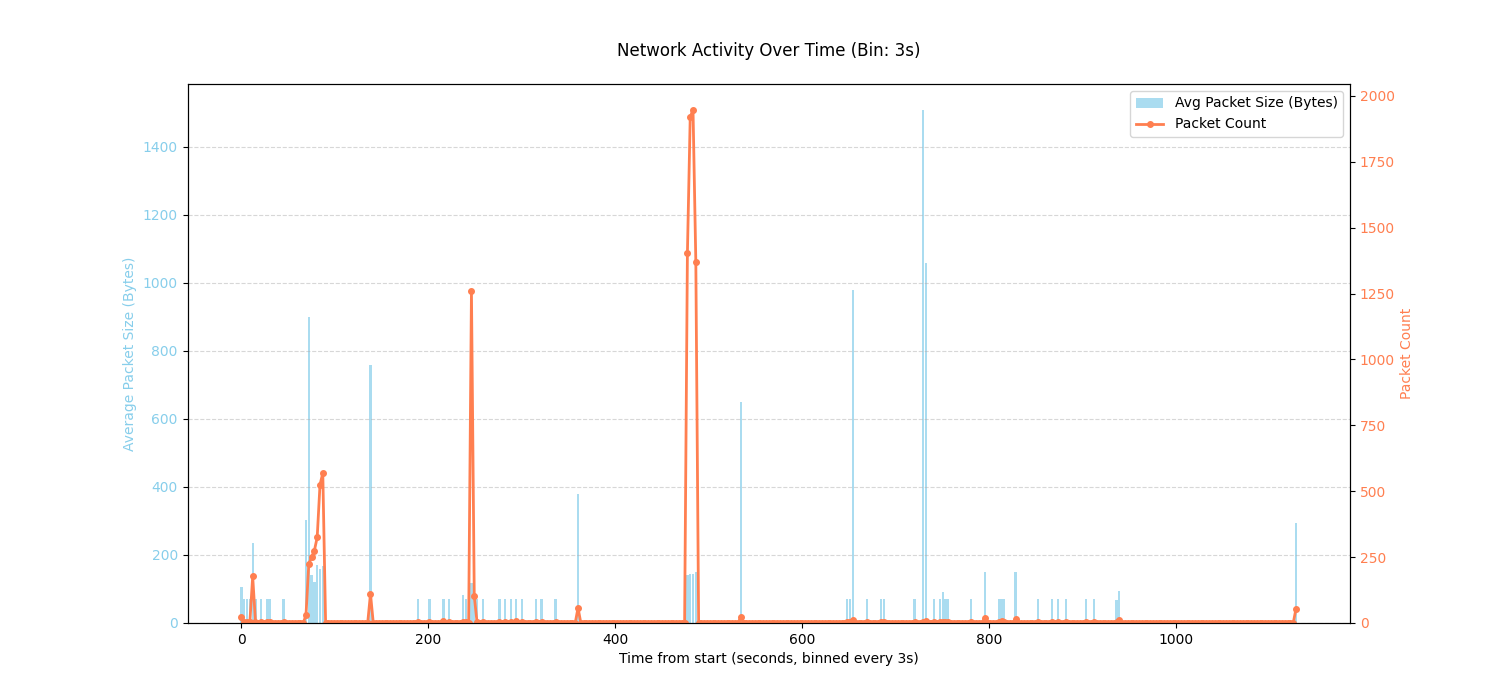 Network Activity Over Time (Bin: 3s)
Avg Packet Size (Bytes)
Packet Count
Average Packet Size (Bytes)
1400
1200
1000
800
600
400
200
0
2000
1750
1500
1250
1000
750
500
250
0
Packet Count
0 200 400 600 800 1000
Time from start (seconds, binned every 3s)